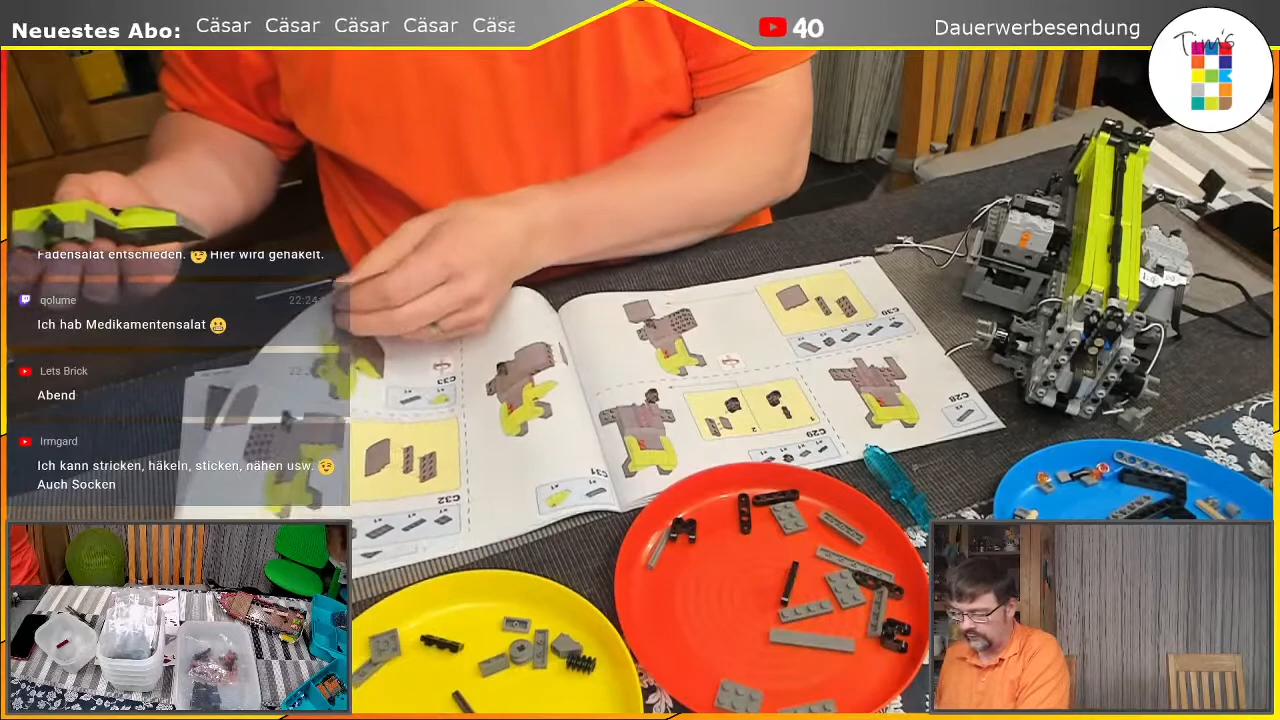 Neuestes Abo:
Cäsar Cäsar Cäsar Cäsar Cäsa
40
Dauerwerbesendung
Tim's
Fadensalat entschieden. 😉 Hier wird gehäkelt.
qolume
22:24
Ich hab Medikamentensalat 😬
Lets Brick
Abend
Irmgard
Ich kann stricken, häkeln, sticken, nähen usw. 😉
Auch Socken
C33
C32
C31
C30
C29
C28